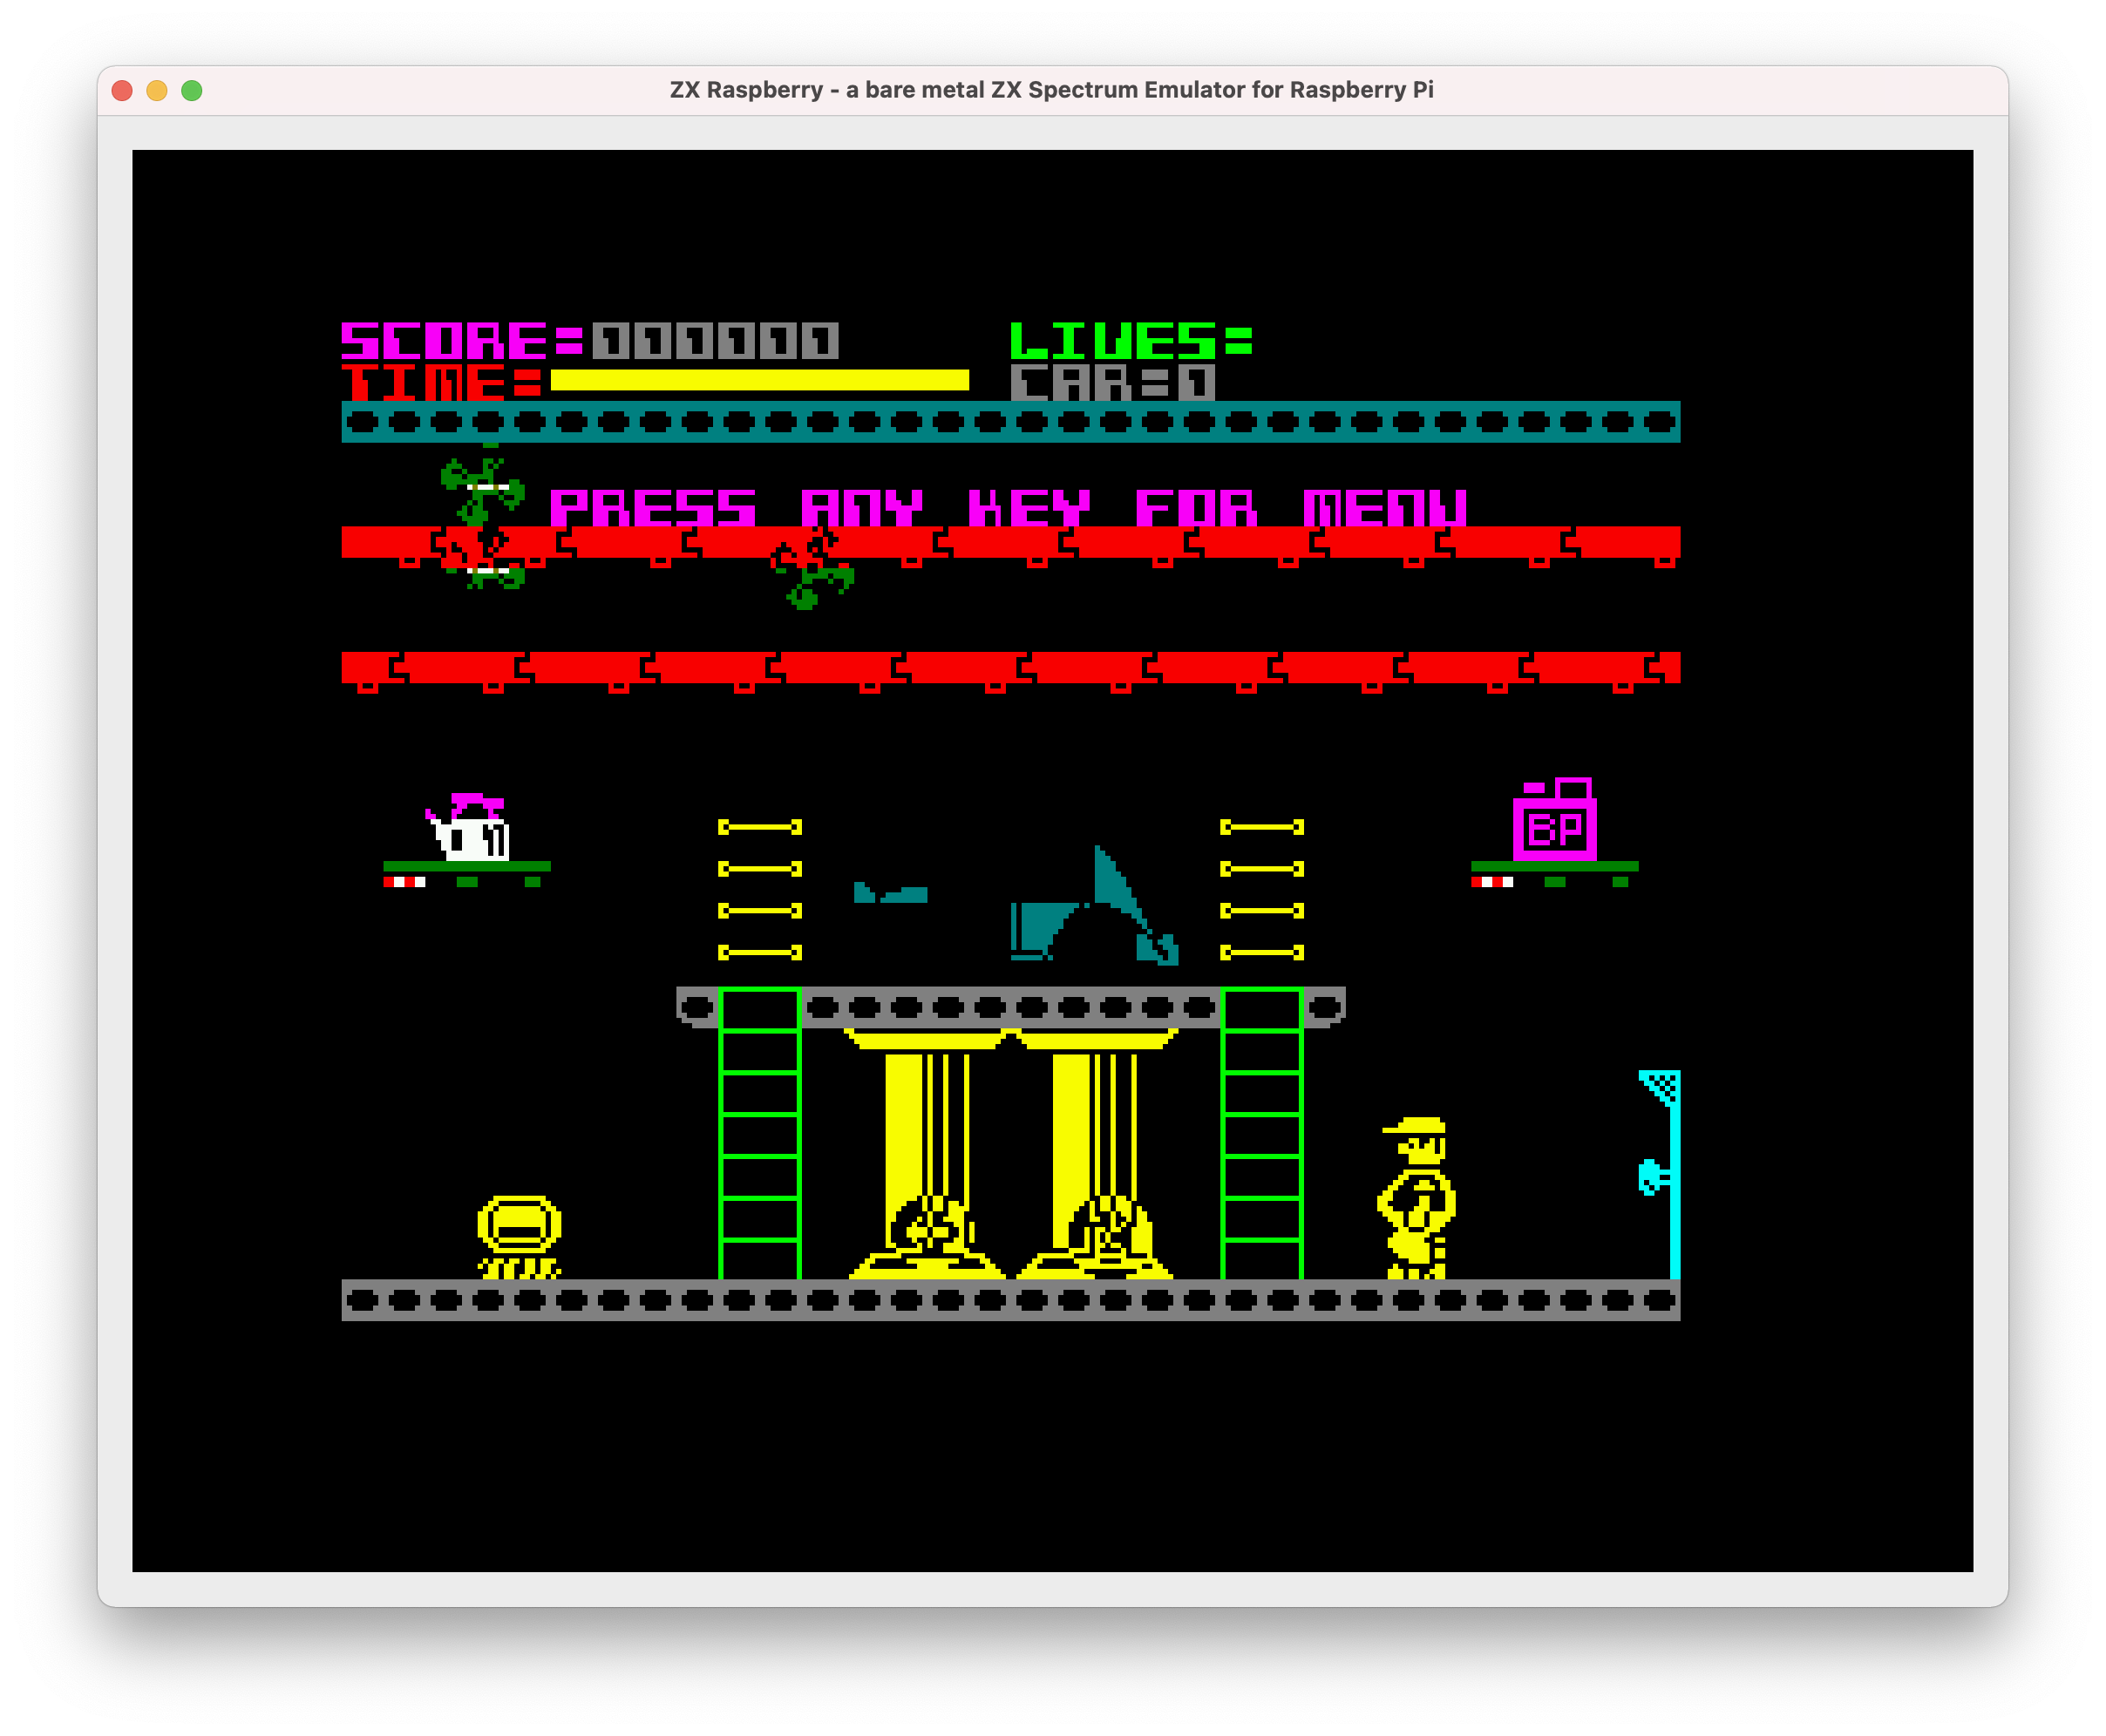 ZX Raspberry - a bare metal ZX Spectrum Emulator for Raspberry Pi
SCORE=000000 LIVES=
TIME= CAR=0
PRESS ANY KEY FOR MENU
BP